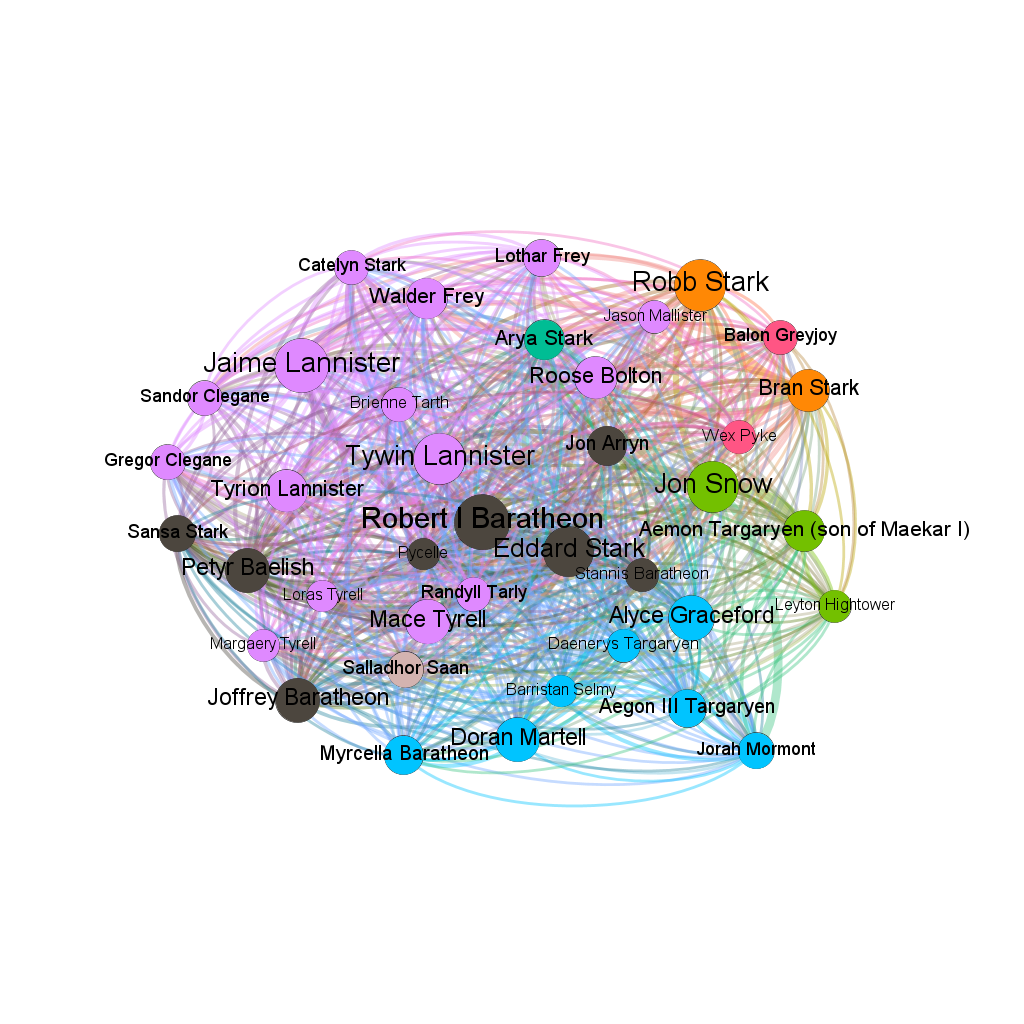 Lothar Frey
Catelyn Stark
Robb Stark
Walder Frey
Jason Mallister
Balon Greyjoy
Arya Stark
Jaime Lannister
Roose Bolton
Bran Stark
Sandor Clegane
Brienne Tarth
Wex Pyke
Jon Arryn
Tywin Lannister
Gregor Clegane
Jon Snow
Tyrion Lannister
Robert I Baratheon
Aemon Targaryen (son of Maekar I)
Sansa Stark
Eddard Stark
Pycelle
Petyr Baelish
Stannis Baratheon
Randyll Tarly
Loras Tyrell
Leyton Hightower
Alyce Graceford
Mace Tyrell
Margaery Tyrell
Daenerys Targaryen
Salladhor Saan
Barristan Selmy
Joffrey Baratheon
Aegon III Targaryen
Doran Martell
Jorah Mormont
Myrcella Baratheon